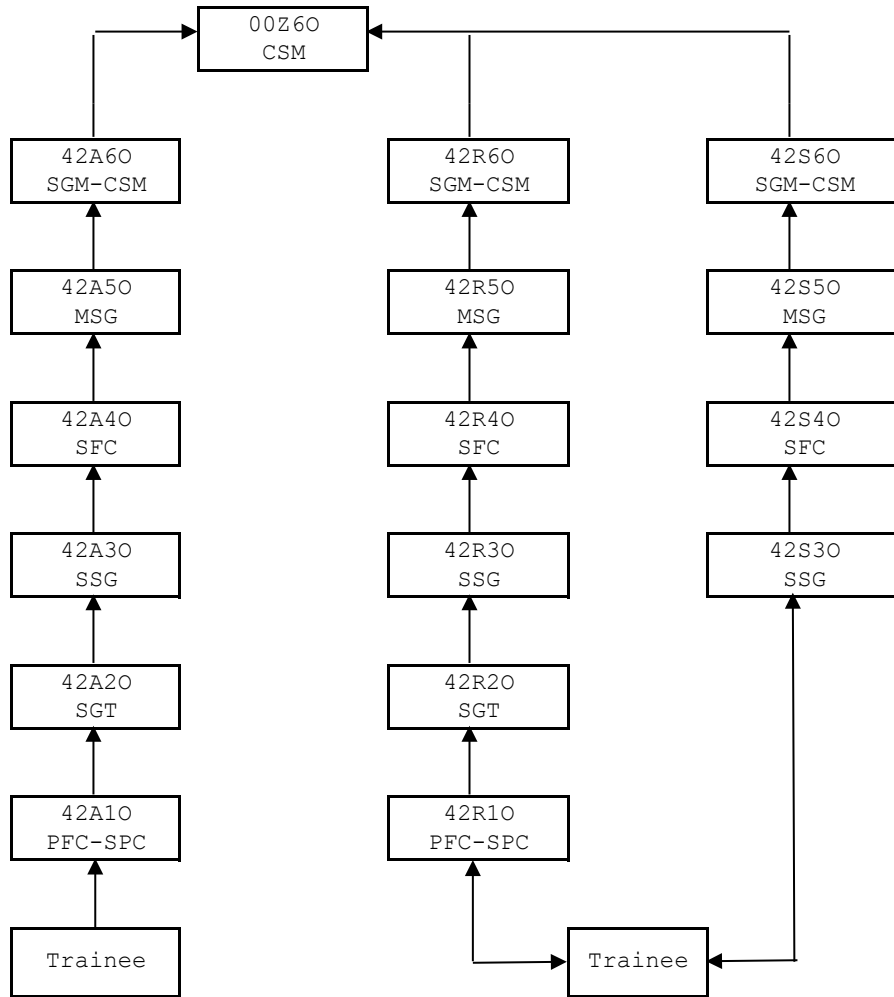 00Z6O
CSM
42A6O
SGM-CSM
42R6O
SGM-CSM
42S6O
SGM-CSM
42A5O
MSG
42R5O
MSG
42S5O
MSG
42A4O
SFC
42R4O
SFC
42S4O
SFC
42A3O
SSG
42R3O
SSG
42S3O
SSG
42A2O
SGT
42R2O
SGT
42A1O
PFC-SPC
42R1O
PFC-SPC
Trainee
Trainee